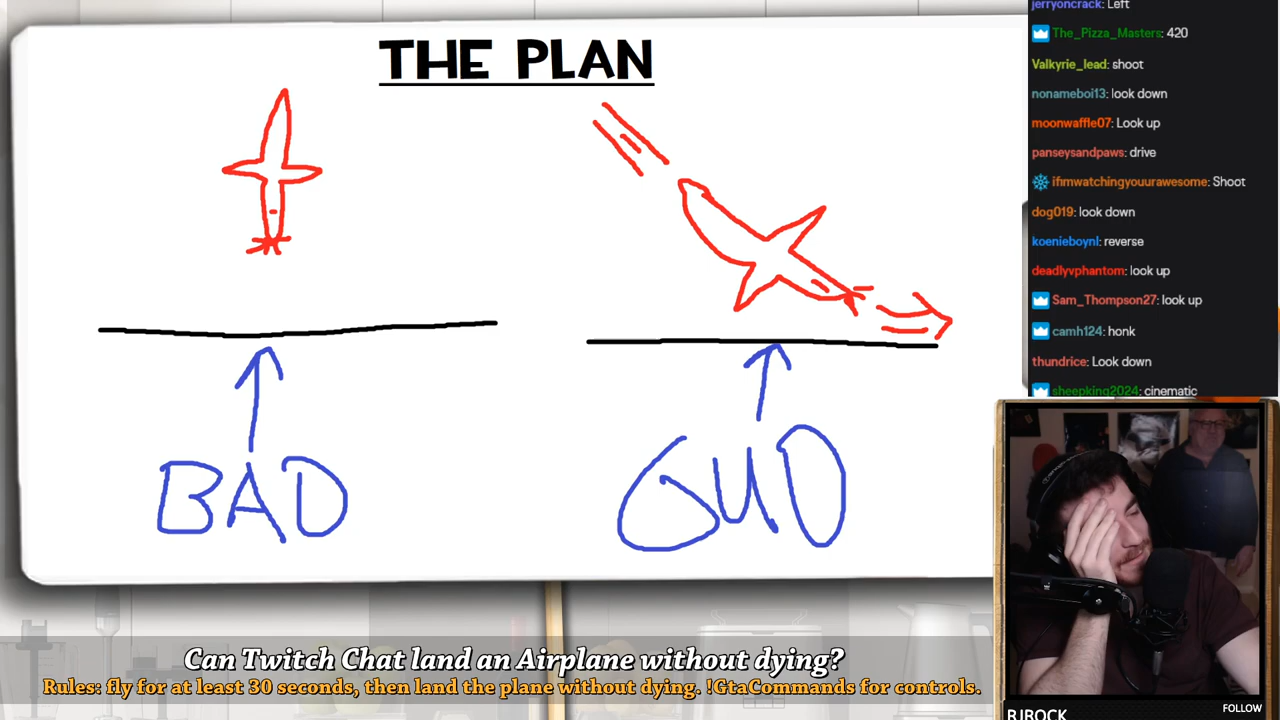 THE PLAN
BAD
GUD
jerryoncrack: Left
The_Pizza_Masters: 420
Valkyrie_lead: shoot
nonameboi13: look down
moonwaffle07: Look up
panseysandpaws: drive
ifimwatchingyouurawesome: Shoot
dog019: look down
koenieboynl: reverse
deadlyvphantom: look up
Sam_Thompson27: look up
camh124: honk
thundrice: Look down
sheepking2024: cinematic
Can Twitch Chat land an Airplane without dying?
Rules: fly for at least 30 seconds, then land the plane without dying. !GtaCommands for controls.
FOLLOW